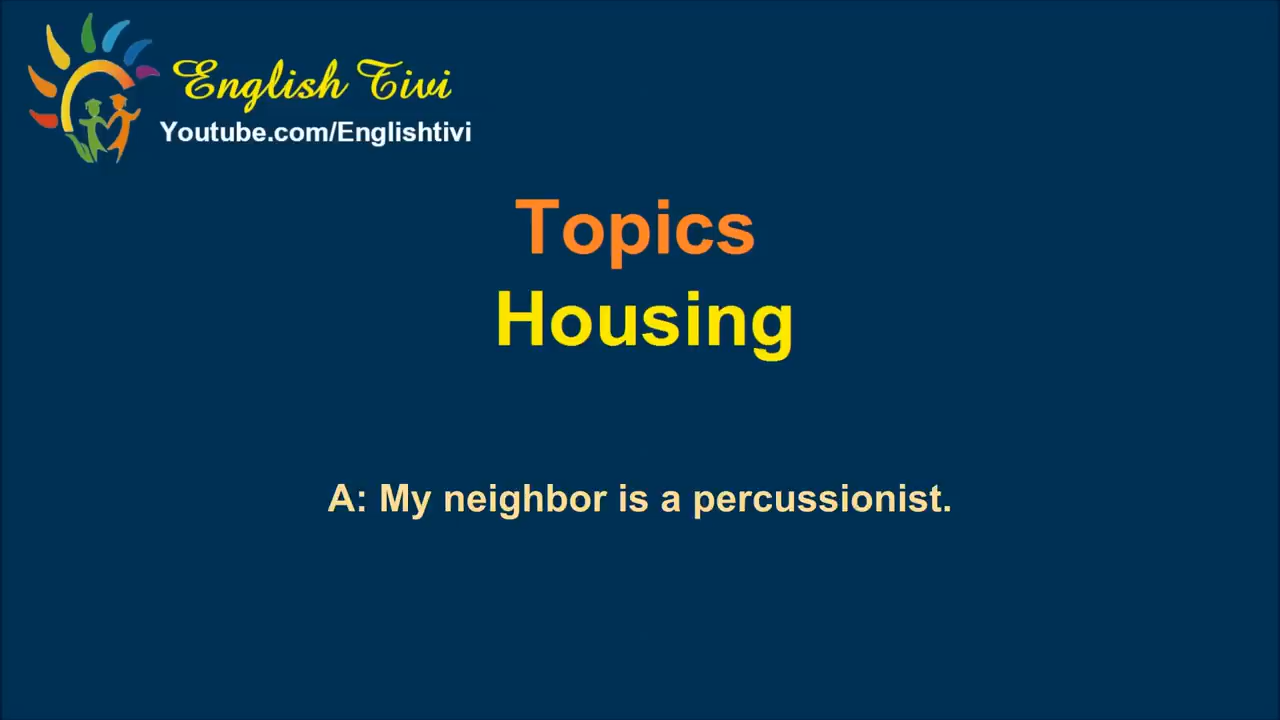 English Tivi
Youtube.com/Englishtivi
Topics
Housing
A: My neighbor is a percussionist.